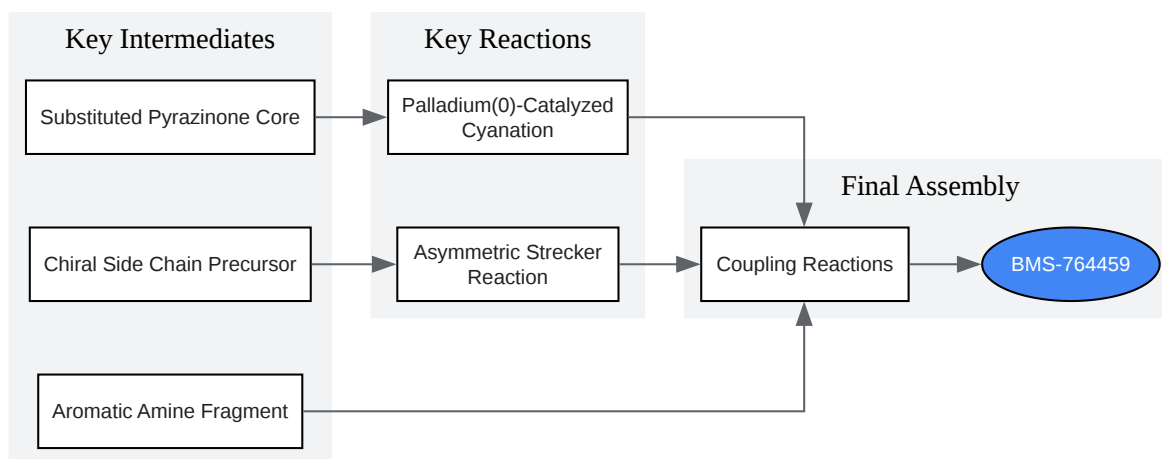 Key Intermediates
Substituted Pyrazinone Core
Chiral Side Chain Precursor
Aromatic Amine Fragment
Key Reactions
Palladium(0)-Catalyzed
Cyanation
Asymmetric Strecker
Reaction
Final Assembly
Coupling Reactions
BMS-764459